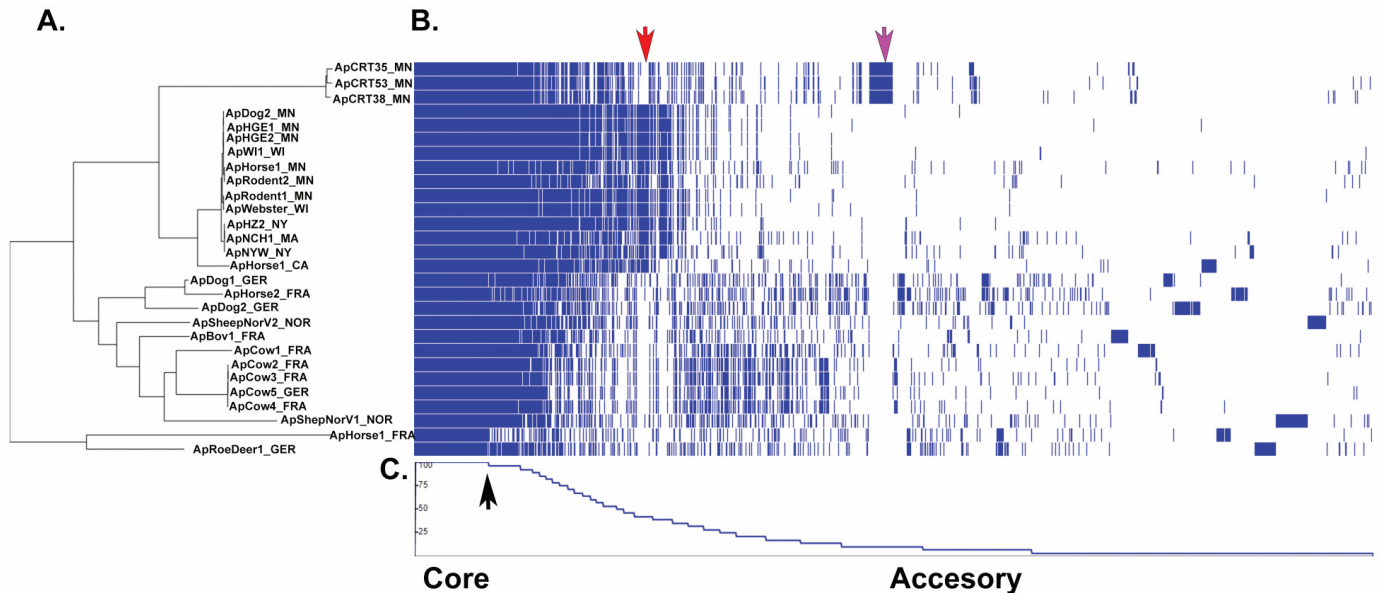 A.
B.
ApCRT35_MN
ApCRT53_MN
ApCRT38_MN
ApDog2_MN
ApHGE1_MN
ApHGE2_MN
ApWI1_WI
ApHorse1_MN
ApRodent2_MN
ApRodent1_MN
ApWebster_WI
ApHZ2_NY
ApNCH1_MA
ApNYW_NY
ApHorse1_CA
ApDog1_GER
ApHorse2_FRA
ApDog2_GER
ApSheepNorV2_NOR
ApBov1_FRA
ApCow1_FRA
ApCow2_FRA
ApCow3_FRA
ApCow5_GER
ApCow4_FRA
ApShepNorV1_NOR
ApHorse1_FRA
ApRoeDeer1_GER
C.
100
75
50
25
Core
Accesory